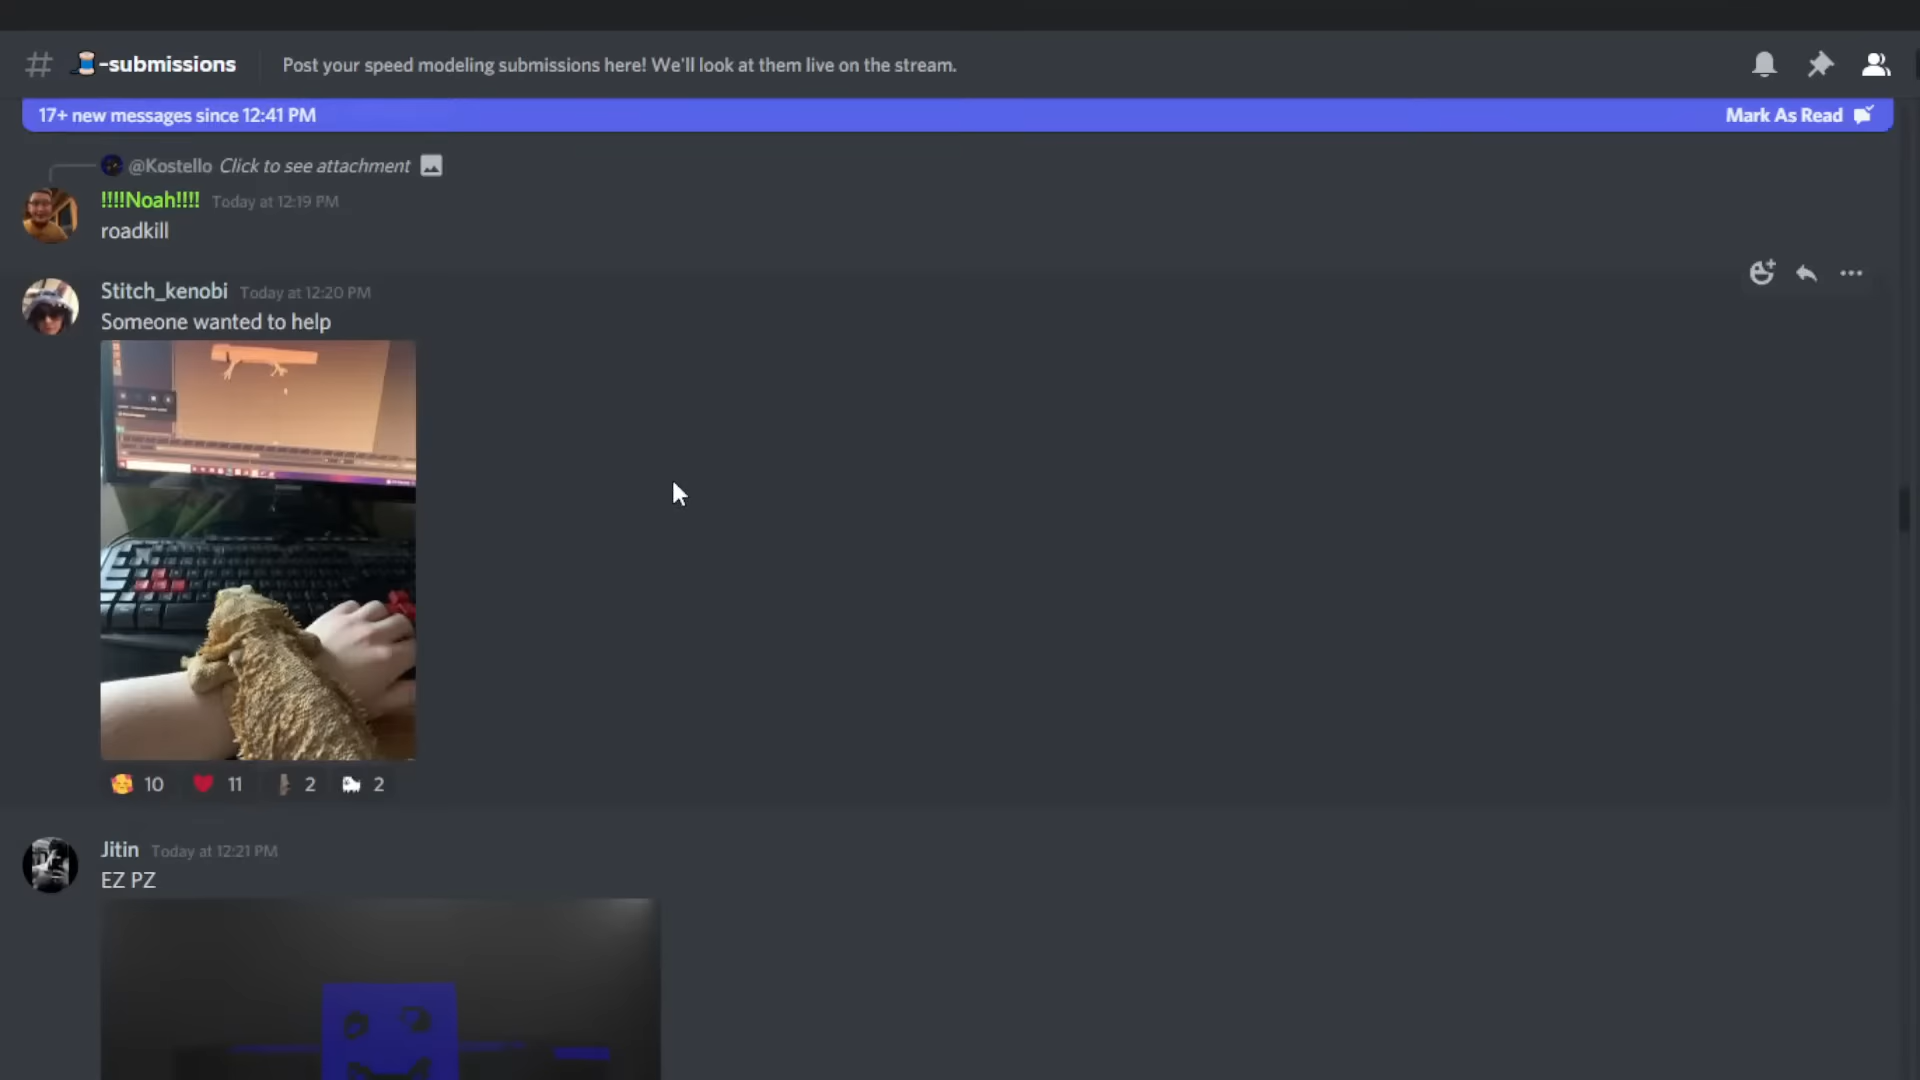 -submissions
Post your speed modeling submissions here! We'll look at them live on the stream.
17+ new messages since 12:41 PM
Mark As Read
@Kostello Click to see attachment
!!!!Noah!!!! Today at 12:19 PM
roadkill
Stitch_kenobi Today at 12:20 PM
Someone wanted to help
10 11 2 2
Jitin Today at 12:21 PM
EZ PZ